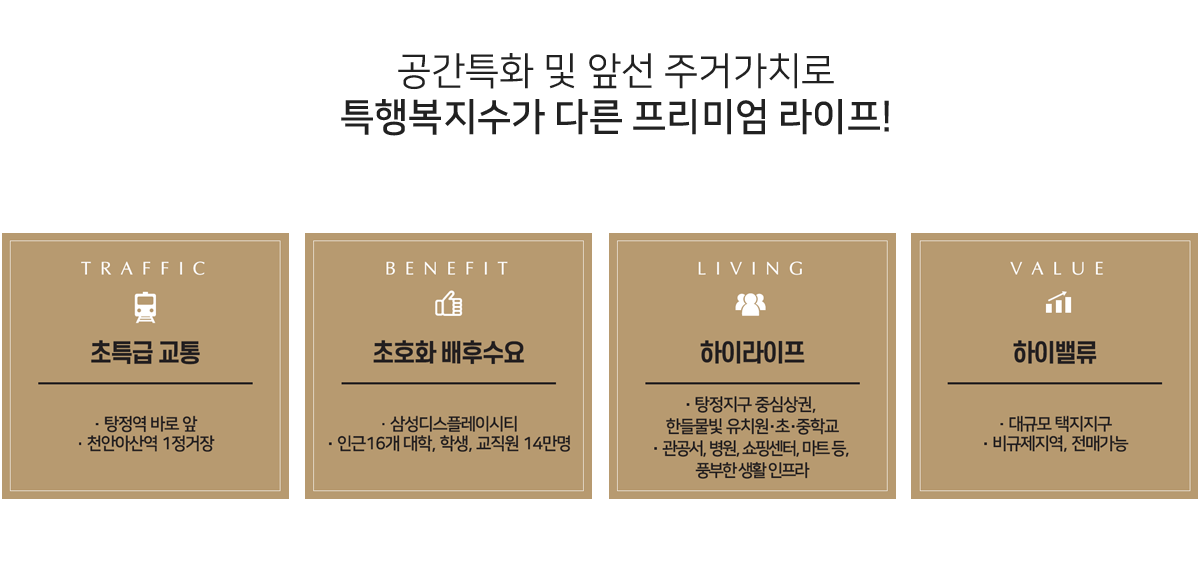 공간특화 및 앞선 주거가치로
특행복지수가 다른 프리미엄 라이프!
TRAFFIC
초특급 교통
· 탕정역 바로 앞
· 천안아산역 1정거장
BENEFIT
초호화 배후수요
· 삼성디스플레이시티
· 인근16개 대학, 학생, 교직원 14만명
LIVING
하이라이프
· 탕정지구 중심상권,
한들물빛 유치원·초·중학교
· 관공서, 병원, 쇼핑센터, 마트 등,
풍부한 생활 인프라
VALUE
하이밸류
· 대규모 택지지구
· 비규제지역, 전매가능